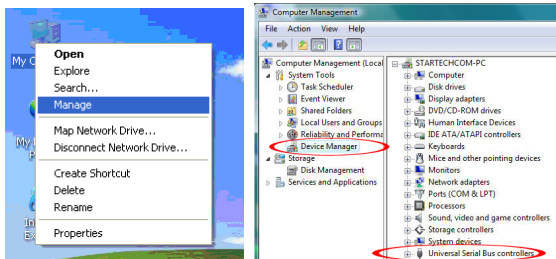 My C
Open
Explore
Search...
Manage
Map Network Drive...
Disconnect Network Drive...
Create Shortcut
Delete
Rename
Properties
Computer Management
File Action View Help
Computer Management (Local
System Tools
Task Scheduler
Event Viewer
Shared Folders
Local Users and Groups
Reliability and Performa
Device Manager
Storage
Disk Management
Services and Applications
STARTECHCOM-PC
Computer
Disk drives
Display adapters
DVD/CD-ROM drives
Human Interface Devices
IDE ATA/ATAPI controllers
Keyboards
Mice and other pointing devices
Monitors
Network adapters
Ports (COM & LPT)
Processors
Sound, video and game controllers
Storage controllers
System devices
Universal Serial Bus controllers